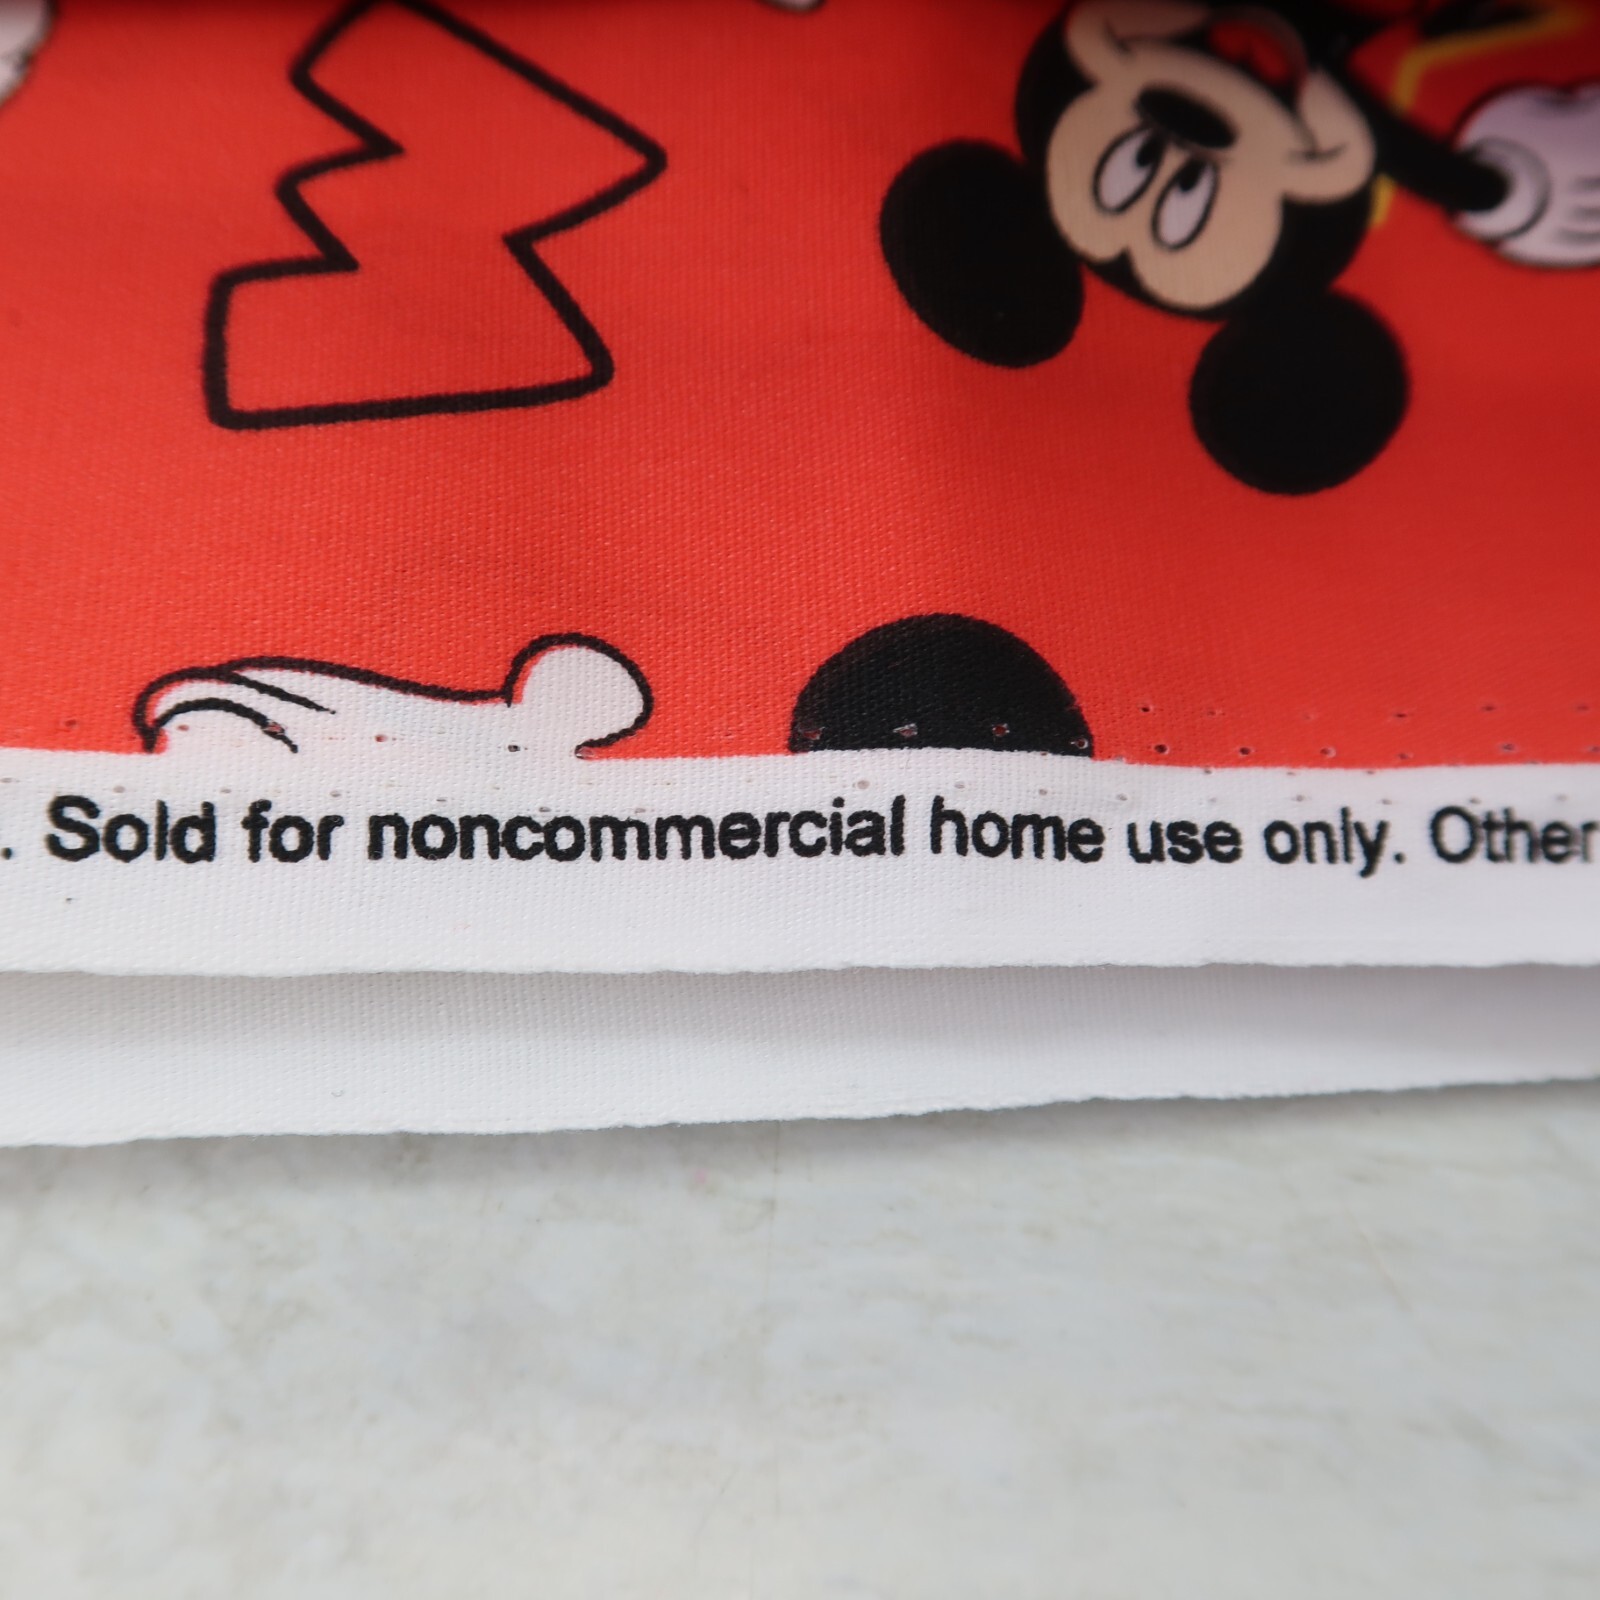 . Sold for noncommercial home use only. Other